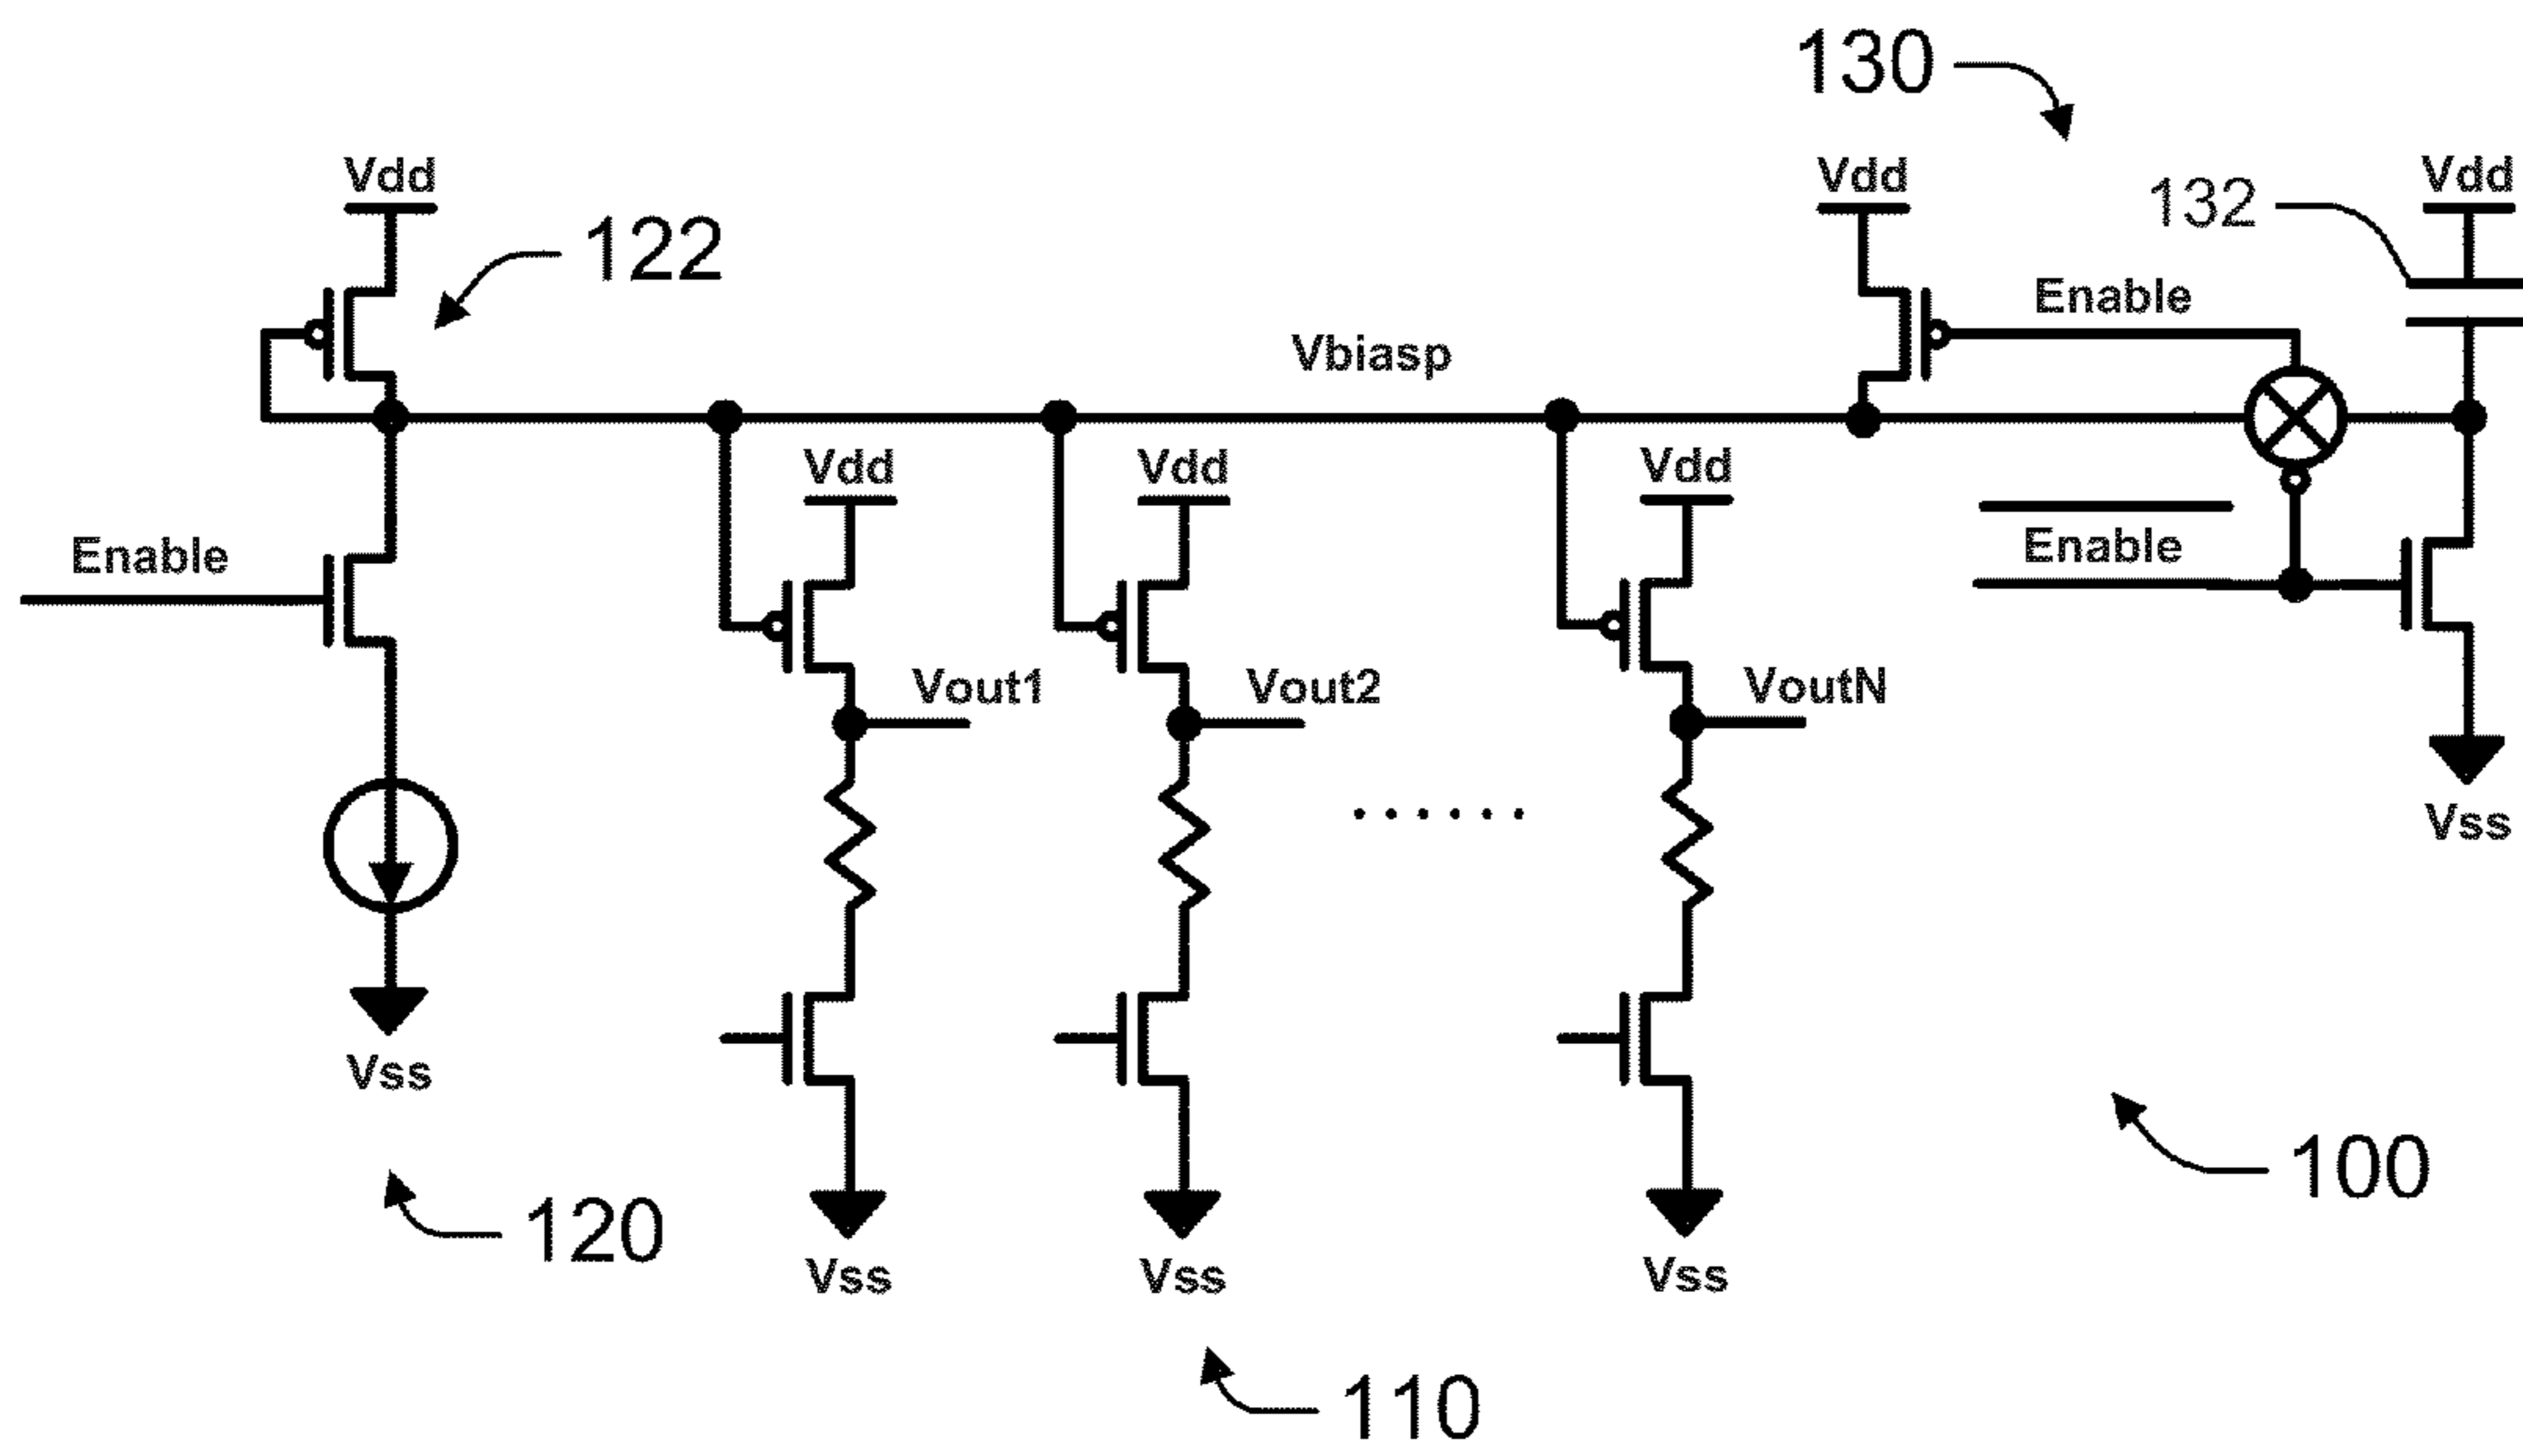 130
Vdd
Vdd
132
Vdd
122
Enable
Vbiasp
Vdd
Vdd
Vdd
Enable
Enable
Vout1
Vout2
VoutN
Vss
Vss
100
120
Vss
Vss
Vss
110